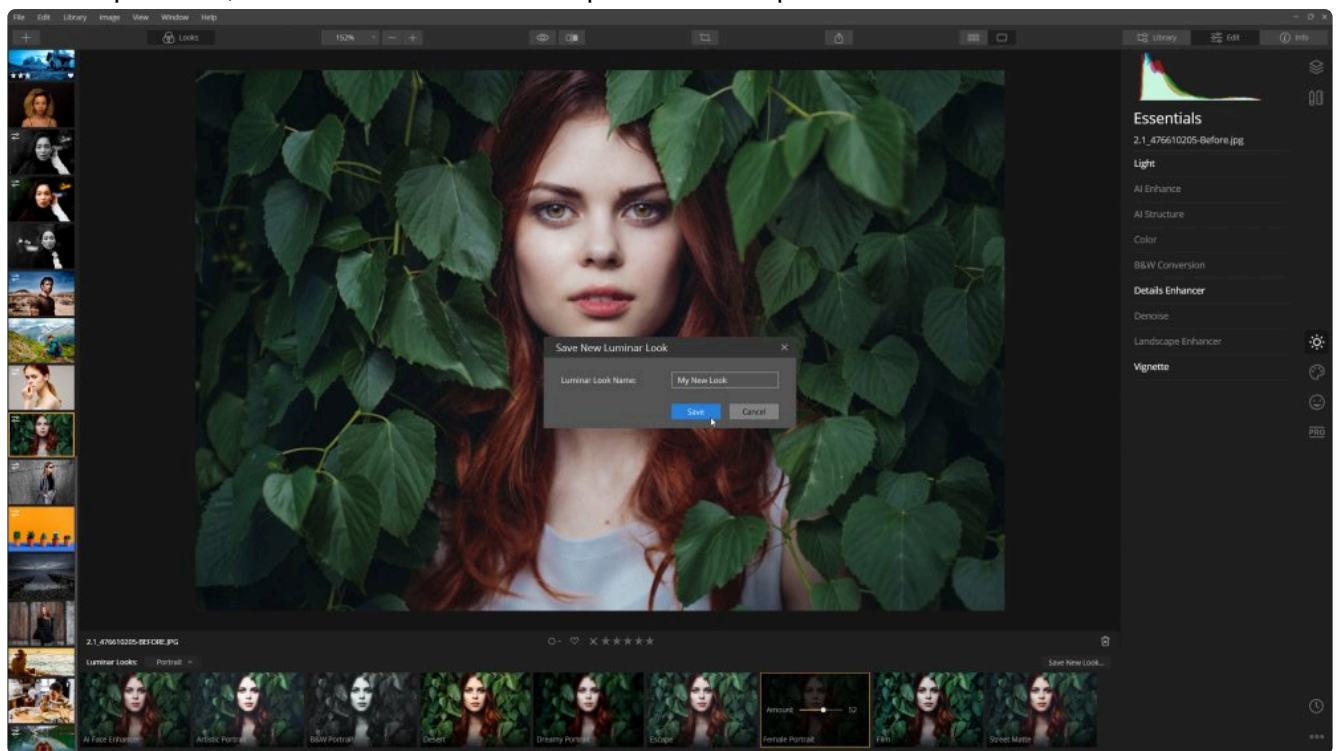 File Edit Library Image View Window Help
Looks 152% Library Edit Info
Essentials
2.1_476610205-Before.jpg
Light
AI Enhance
AI Structure
Color
B&W Conversion
Details Enhancer
Denoise
Landscape Enhancer
Vignette
PRO
Save New Luminar Look
Luminar Look Name: My New Look
Save Cancel
2.1_476610205-BEFORE.JPG
Luminar Looks: Portrait Save New Look...
Amount 52
AI Face Enhancer Artistic Portrait B&W Portrait Desert Dreamy Portrait Escape Female Portrait Film Street Matte